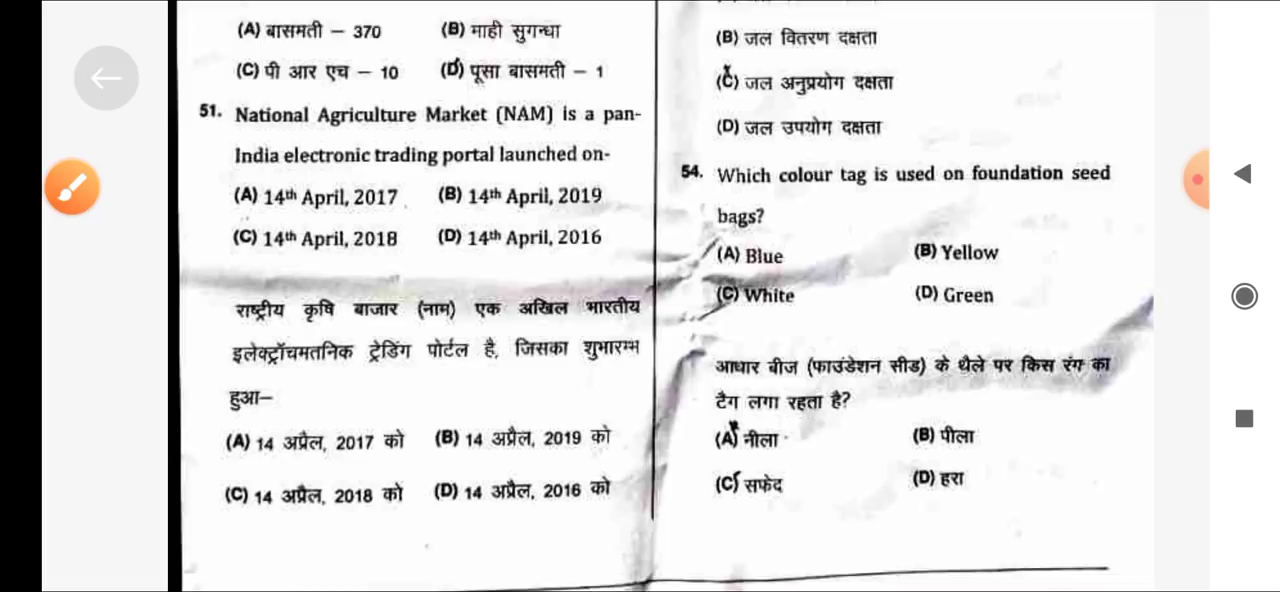 (A) बासमती – 370 (B) माही सुगन्धा
(C) पी आर एच – 10 (D) पूसा बासमती – 1
51. National Agriculture Market (NAM) is a pan-
India electronic trading portal launched on-
(A) 14th April, 2017 (B) 14th April, 2019
(C) 14th April, 2018 (D) 14th April, 2016
राष्ट्रीय कृषि बाजार (नाम) एक अखिल भारतीय
इलेक्ट्रॉचमतनिक ट्रेडिंग पोर्टल है, जिसका शुभारम्भ
हुआ–
(A) 14 अप्रैल, 2017 को (B) 14 अप्रैल, 2019 को
(C) 14 अप्रैल, 2018 को (D) 14 अप्रैल, 2016 को
(B) जल वितरण दक्षता
(C) जल अनुप्रयोग दक्षता
(D) जल उपयोग दक्षता
54. Which colour tag is used on foundation seed
bags?
(A) Blue (B) Yellow
(C) White (D) Green
आधार बीज (फाउंडेशन सीड) के थैले पर किस रंग का
टैग लगा रहता है?
(A) नीला (B) पीला
(C) सफेद (D) हरा